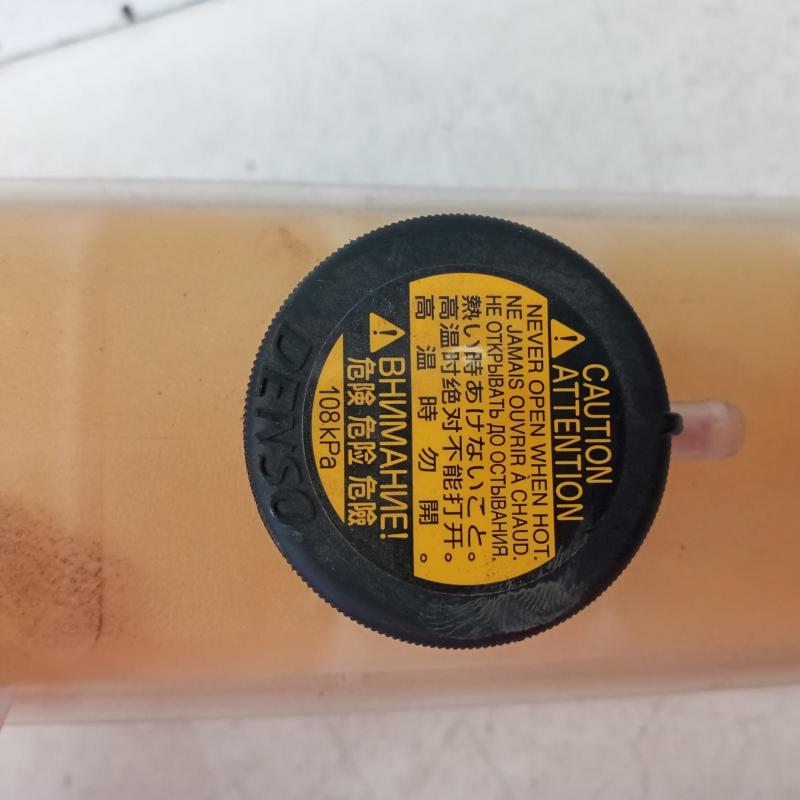 CAUTION
ATTENTION
NEVER OPEN WHEN HOT.
NE JAMAIS OUVRIR À CHAUD.
НЕ ОТКРЫВАТЬ ДО ОСТЫВАНИЯ.
熱い時あけないこと。
高温时绝对不能打开。
高温時勿開。
ВНИМАНИЕ!
危険 危险 危險
108kPa
DENSO